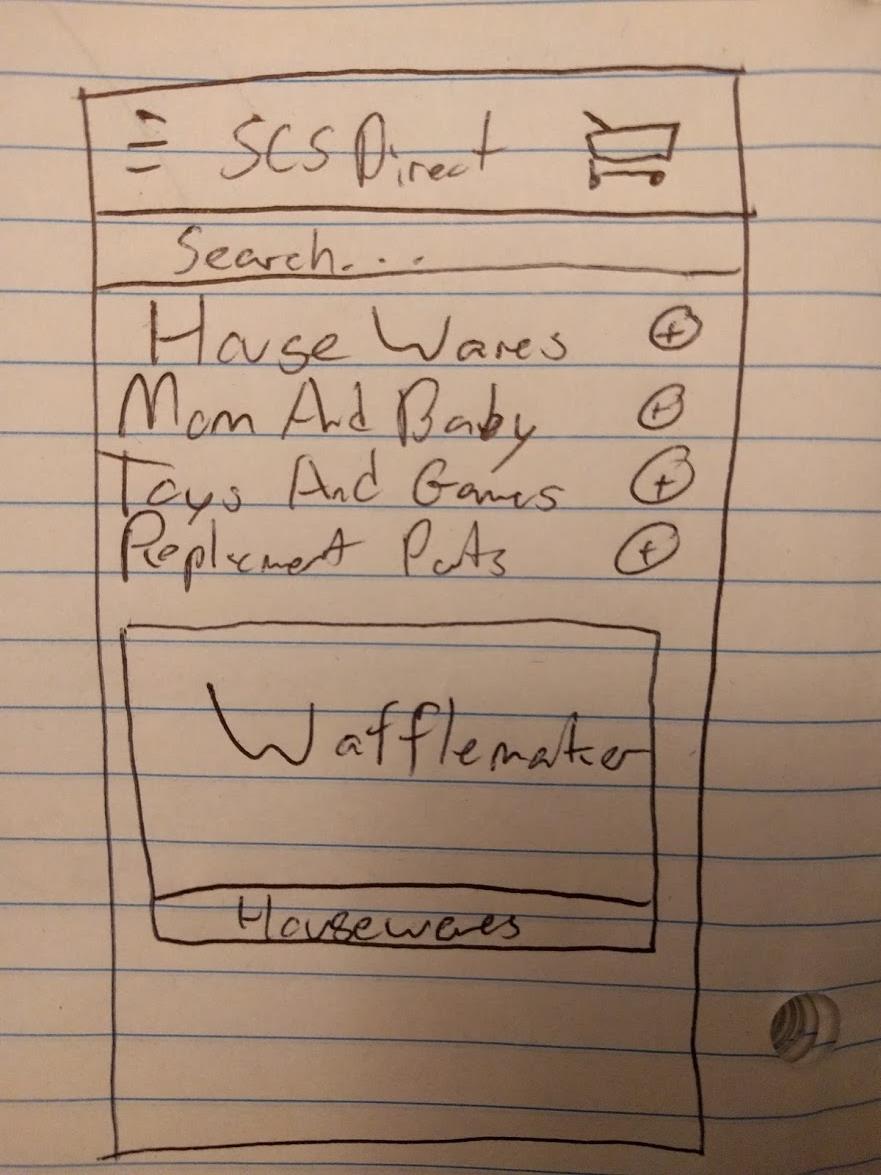 SCS Direct
Search...
House Wares
Mom And Baby
Toys And Games
Replacment Parts
Wafflemaker
Housewares